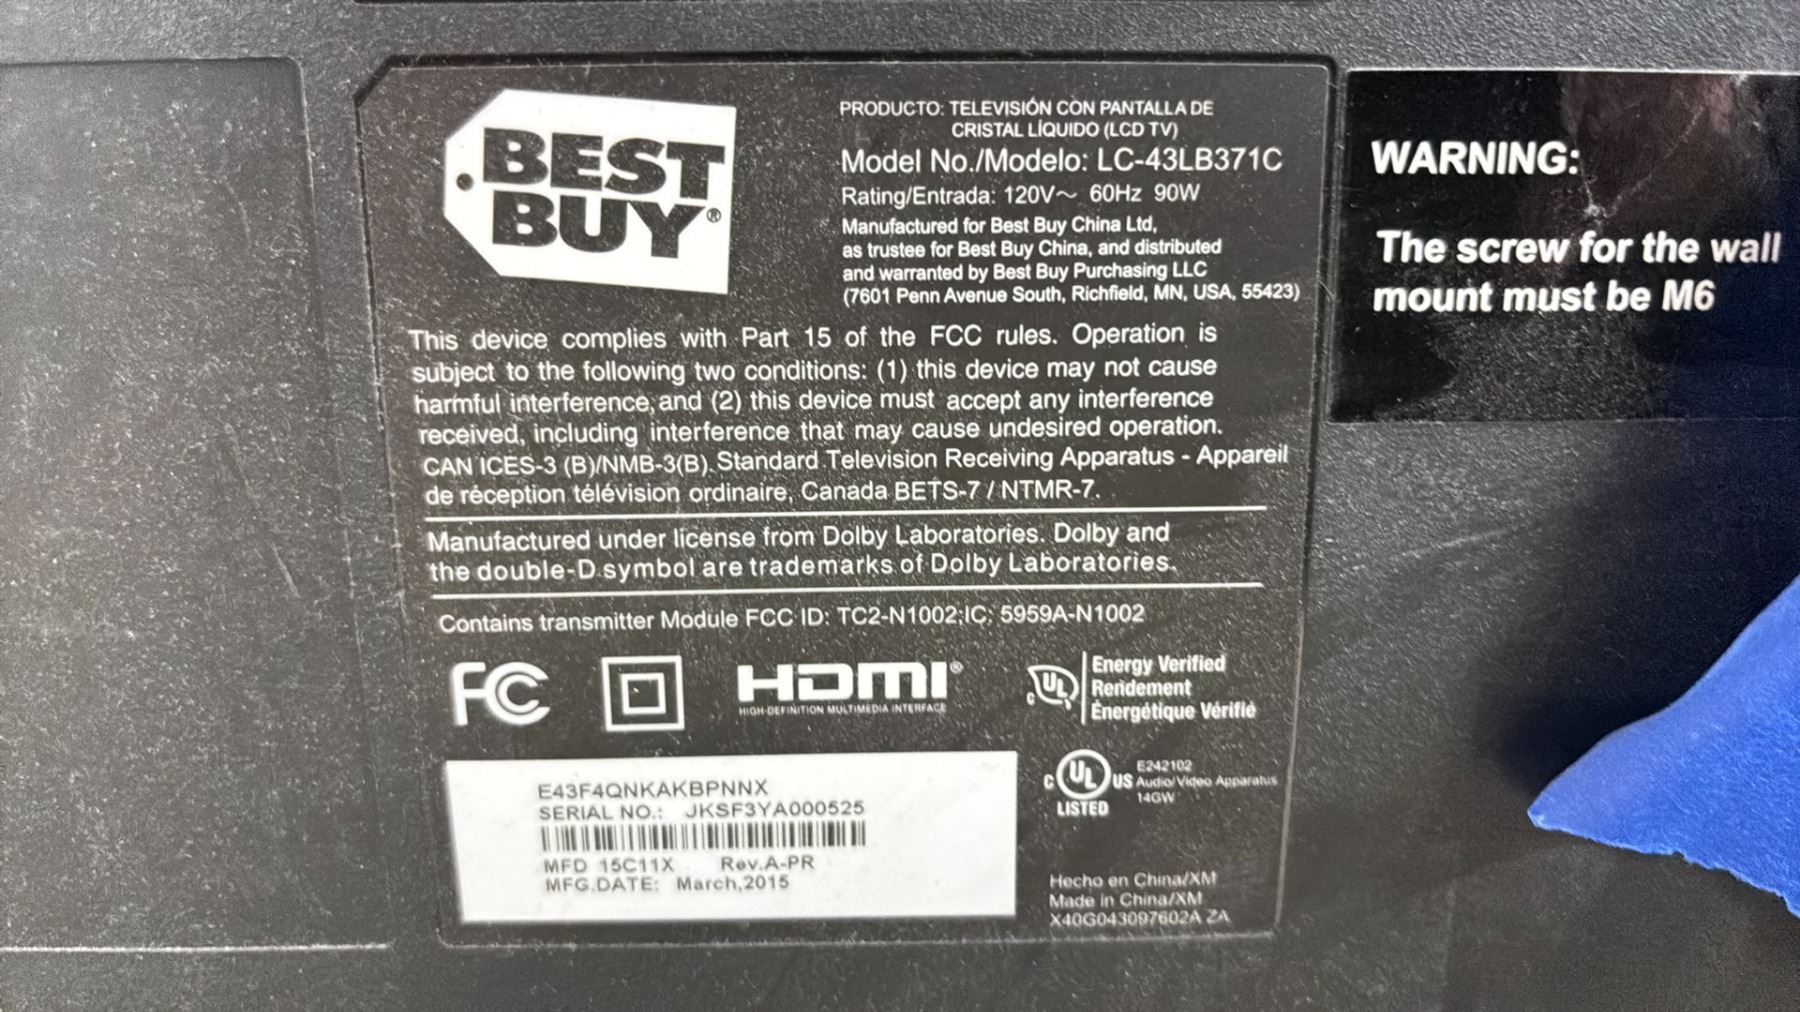 BEST
BUY®
PRODUCTO: TELEVISIÓN CON PANTALLA DE
CRISTAL LÍQUIDO (LCD TV)
Model No./Modelo: LC-43LB371C
Rating/Entrada: 120V~ 60Hz 90W
Manufactured for Best Buy China Ltd,
as trustee for Best Buy China, and distributed
and warranted by Best Buy Purchasing LLC
(7601 Penn Avenue South, Richfield, MN, USA, 55423)
This device complies with Part 15 of the FCC rules. Operation is
subject to the following two conditions: (1) this device may not cause
harmful interference, and (2) this device must accept any interference
received, including interference that may cause undesired operation.
CAN ICES-3 (B)/NMB-3(B). Standard Television Receiving Apparatus - Appareil
de réception télévision ordinaire, Canada BETS-7 / NTMR-7.
Manufactured under license from Dolby Laboratories. Dolby and
the double-D symbol are trademarks of Dolby Laboratories.
Contains transmitter Module FCC ID: TC2-N1002;IC: 5959A-N1002
FC
HDMI®
HIGH-DEFINITION MULTIMEDIA INTERFACE
c UL
Energy Verified
Rendement
Énergétique Vérifié
E43F4QNKAKBPNNX
SERIAL NO.: JKSF3YA000525
MFD 15C11X Rev.A-PR
MFG.DATE: March,2015
c UL US
LISTED
E242102
Audio/Video Apparatus
14GW
Hecho en China/XM
Made in China/XM
X40G043097602A ZA
WARNING:
The screw for the wall
mount must be M6